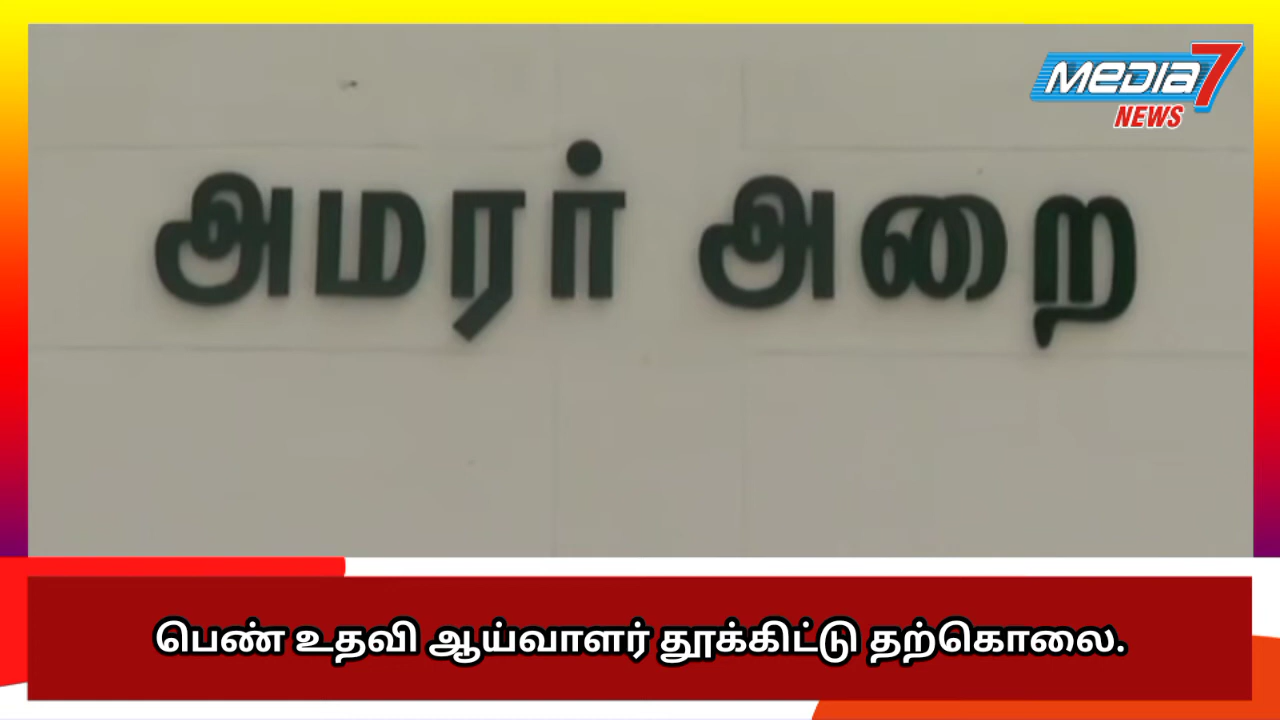 MEDIA 7
NEWS
அமரர் அறை
பெண் உதவி ஆய்வாளர் தூக்கிட்டு தற்கொலை.